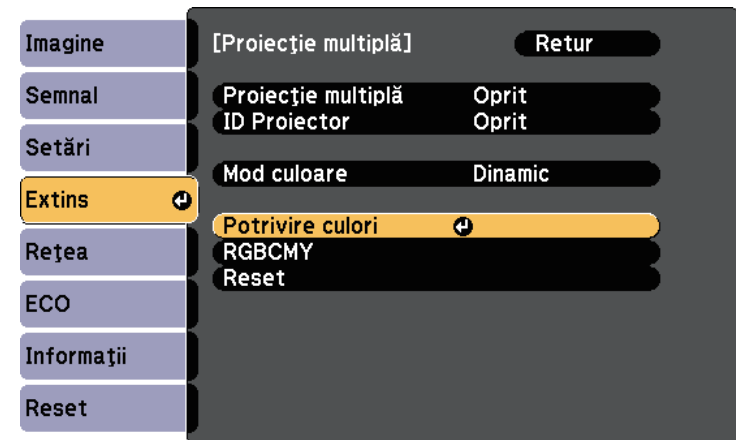 Imagine
Semnal
Setări
Extins
Reţea
ECO
Informaţii
Reset
[Proiecţie multiplă] Retur
Proiecţie multiplă Oprit
ID Proiector Oprit
Mod culoare Dinamic
Potrivire culori
RGBCMY
Reset